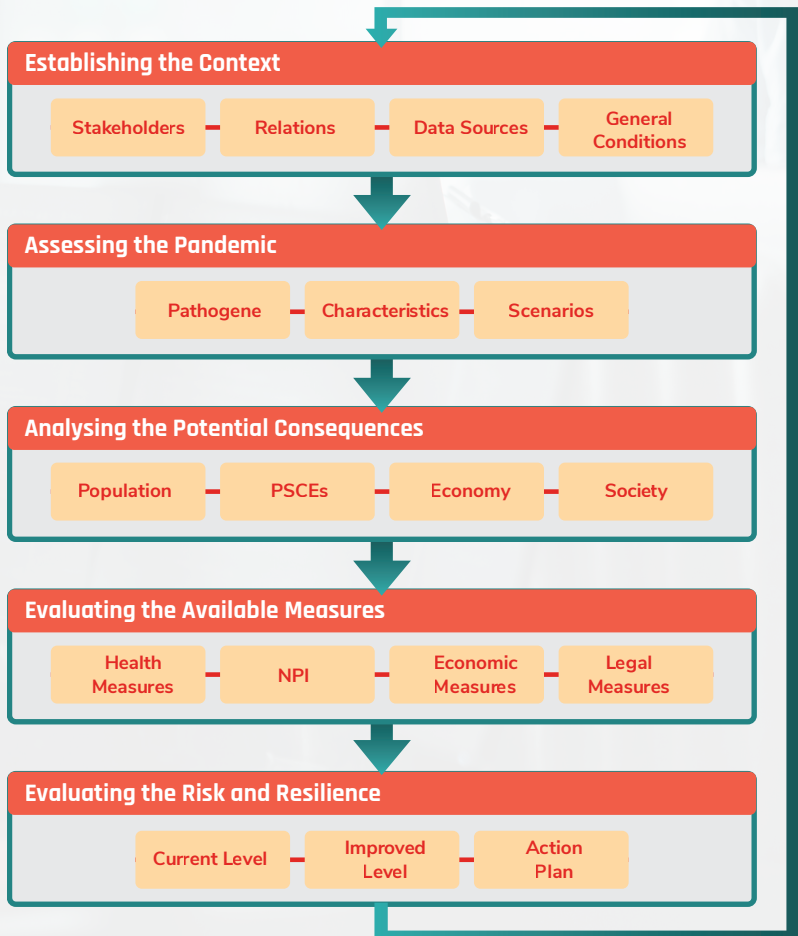 Establishing the Context
Stakeholders
Relations
Data Sources
General
Conditions
Assessing the Pandemic
Pathogene
Characteristics
Scenarios
Analysing the Potential Consequences
Population
PSCEs
Economy
Society
Evaluating the Available Measures
Health
Measures
NPI
Economic
Measures
Legal
Measures
Evaluating the Risk and Resilience
Current Level
Improved
Level
Action
Plan